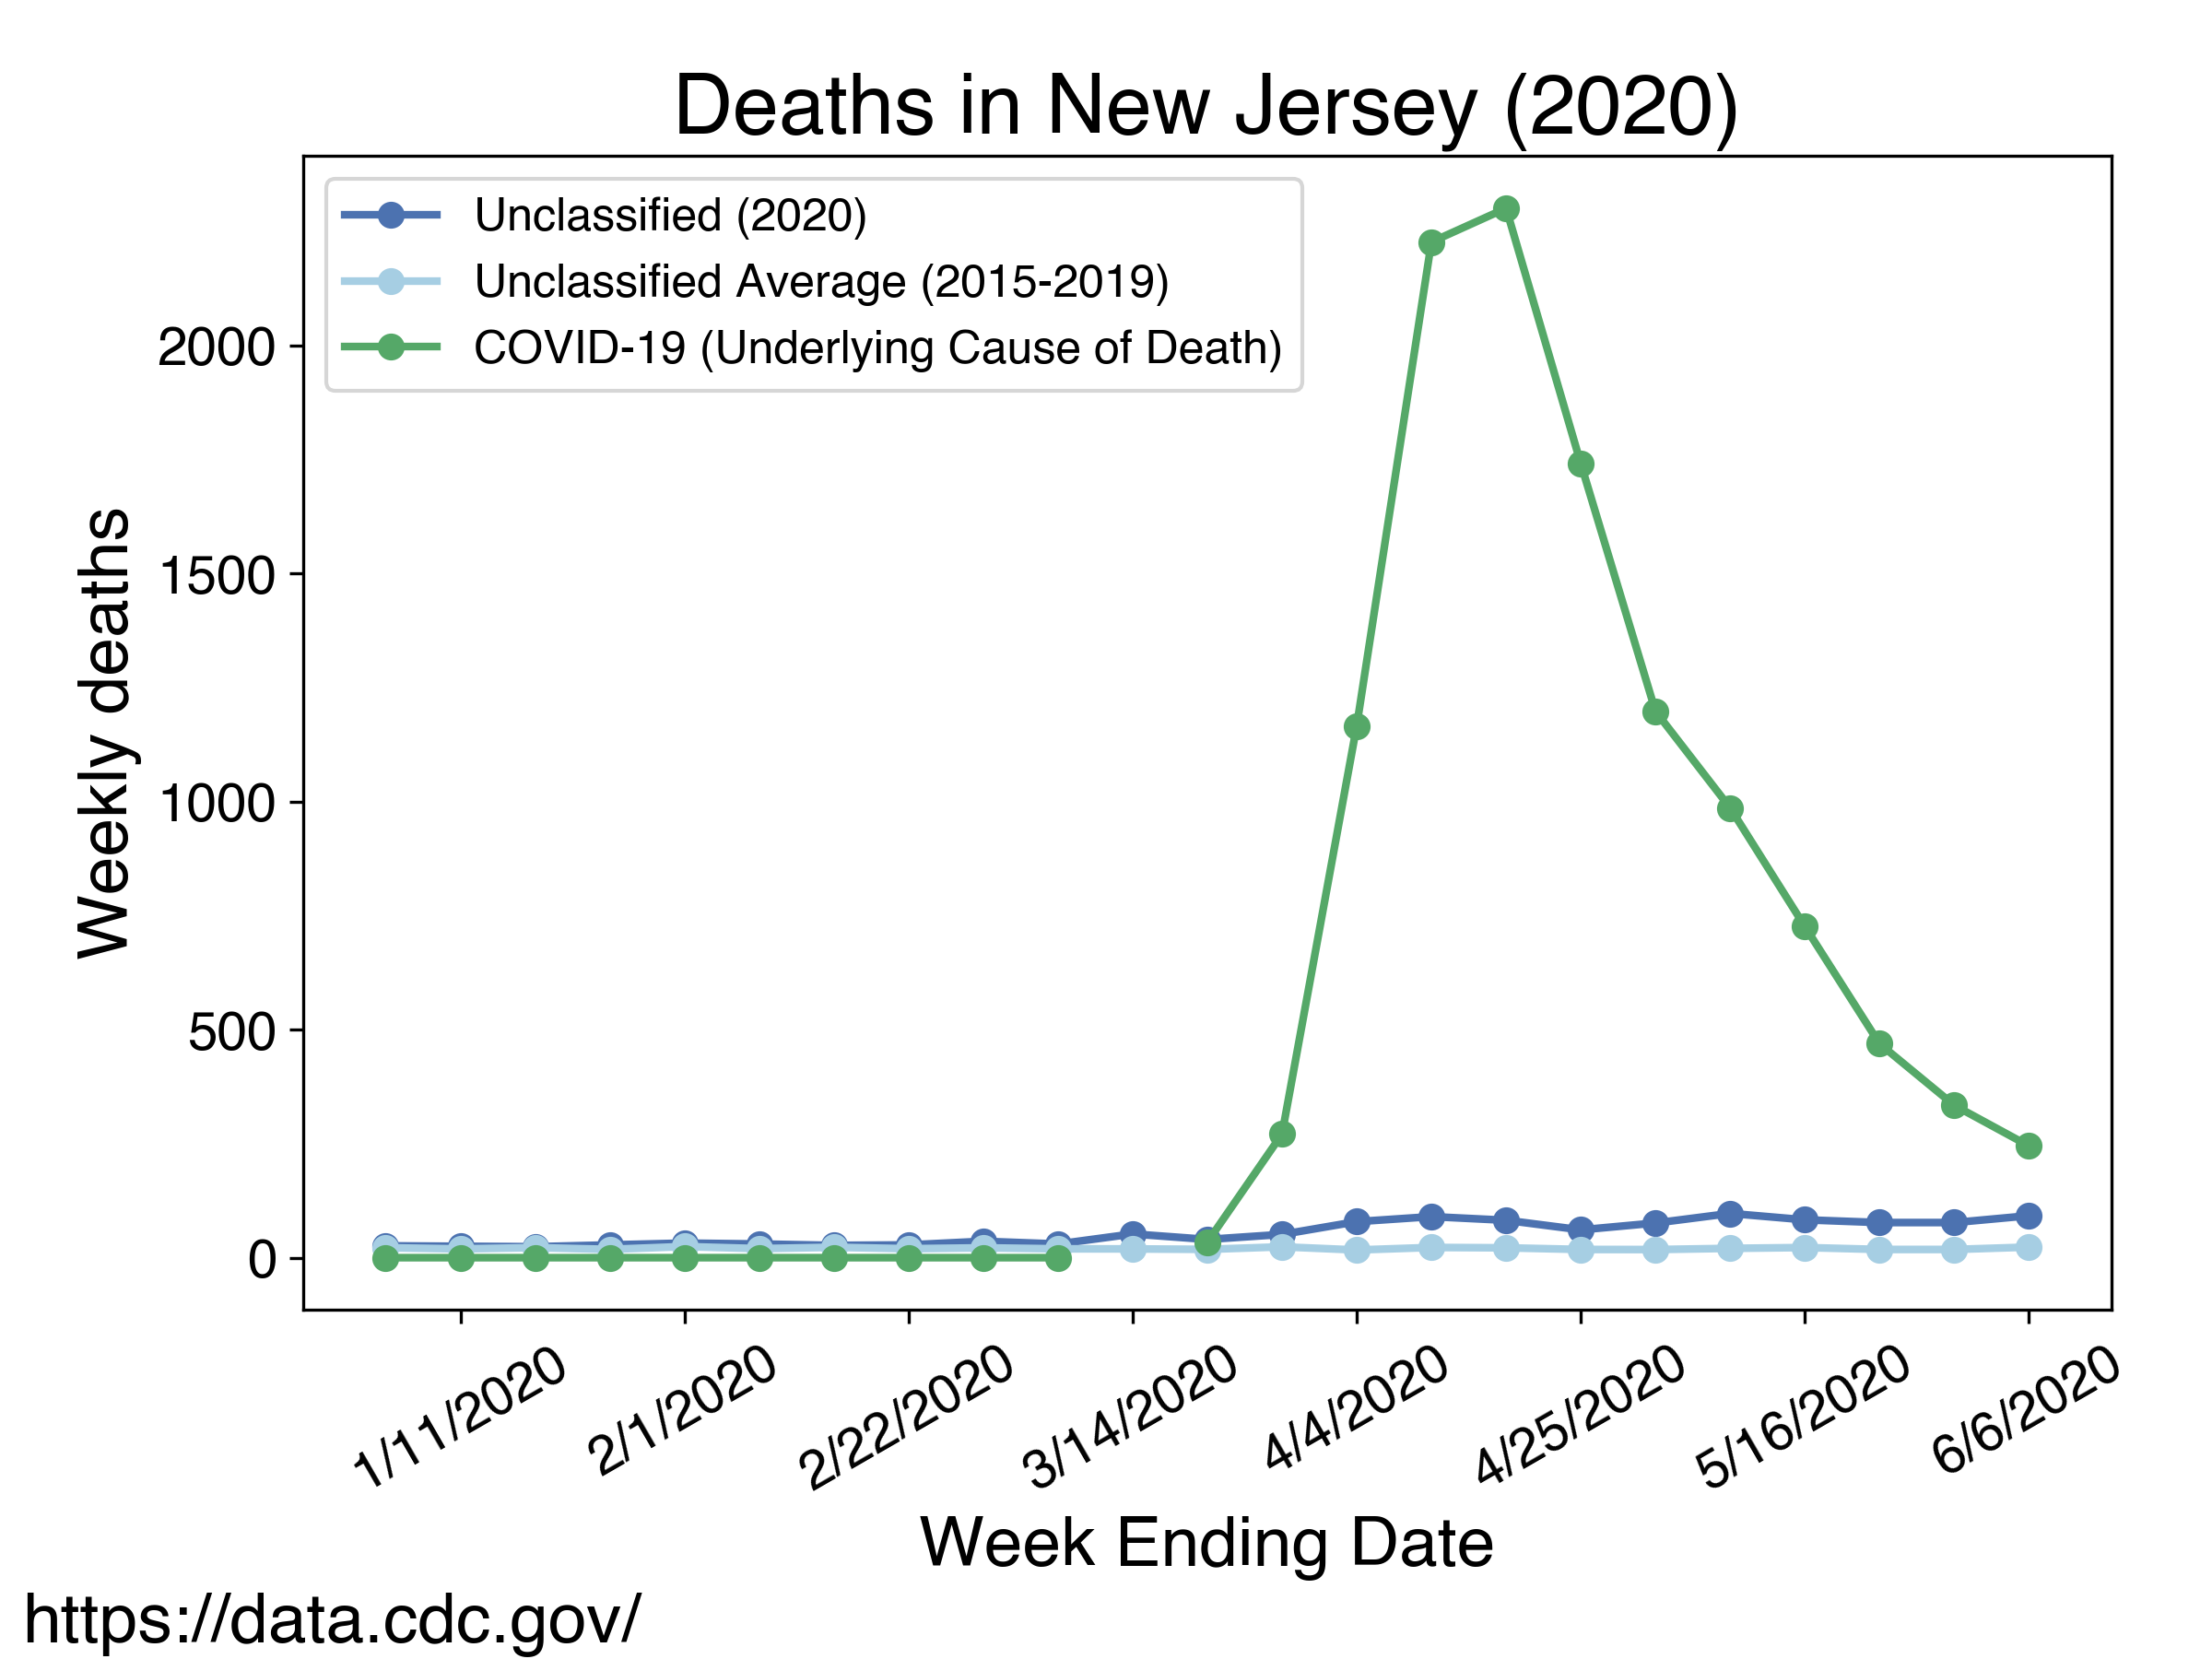 Deaths in New Jersey (2020)
Unclassified (2020)
Unclassified Average (2015-2019)
COVID-19 (Underlying Cause of Death)
Weekly deaths
2000
1500
1000
500
0
1/11/2020
2/1/2020
2/22/2020
3/14/2020
4/4/2020
4/25/2020
5/16/2020
6/6/2020
Week Ending Date
https://data.cdc.gov/